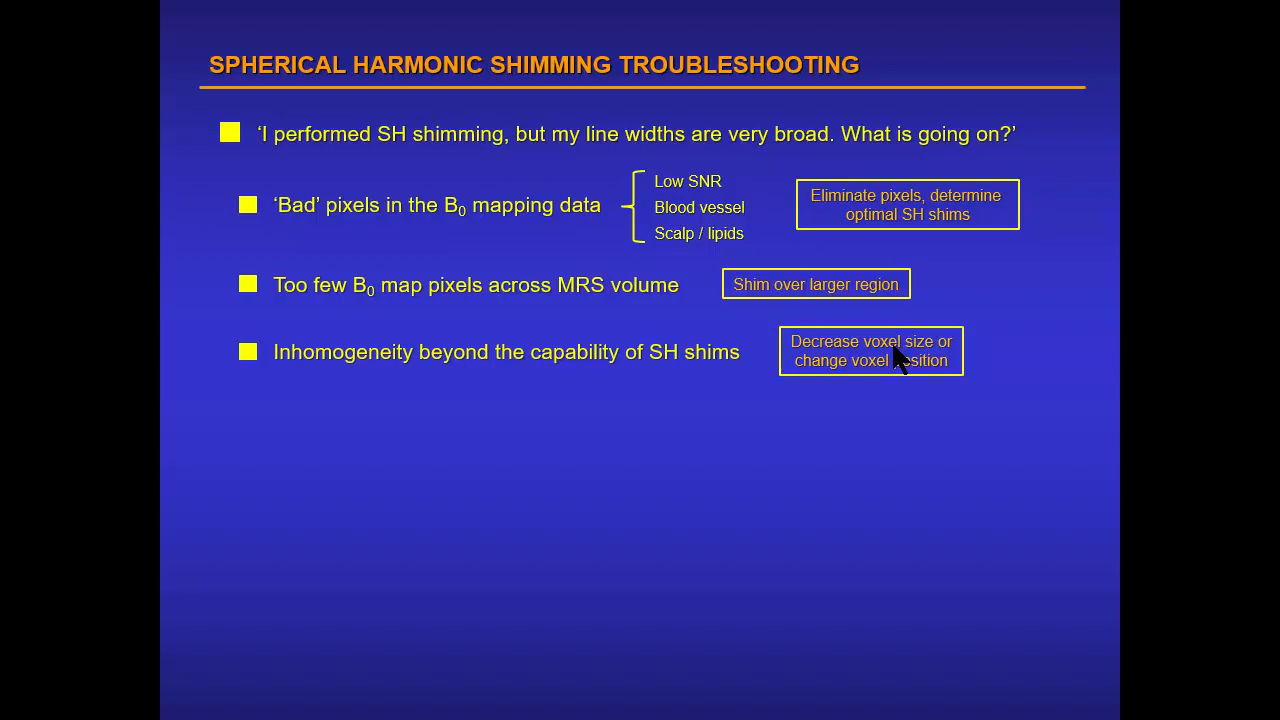 SPHERICAL HARMONIC SHIMMING TROUBLESHOOTING
‘I performed SH shimming, but my line widths are very broad. What is going on?’
‘Bad’ pixels in the B0 mapping data
Low SNR
Blood vessel
Scalp / lipids
Eliminate pixels, determine
optimal SH shims
Too few B0 map pixels across MRS volume
Shim over larger region
Inhomogeneity beyond the capability of SH shims
Decrease voxel size or
change voxel position